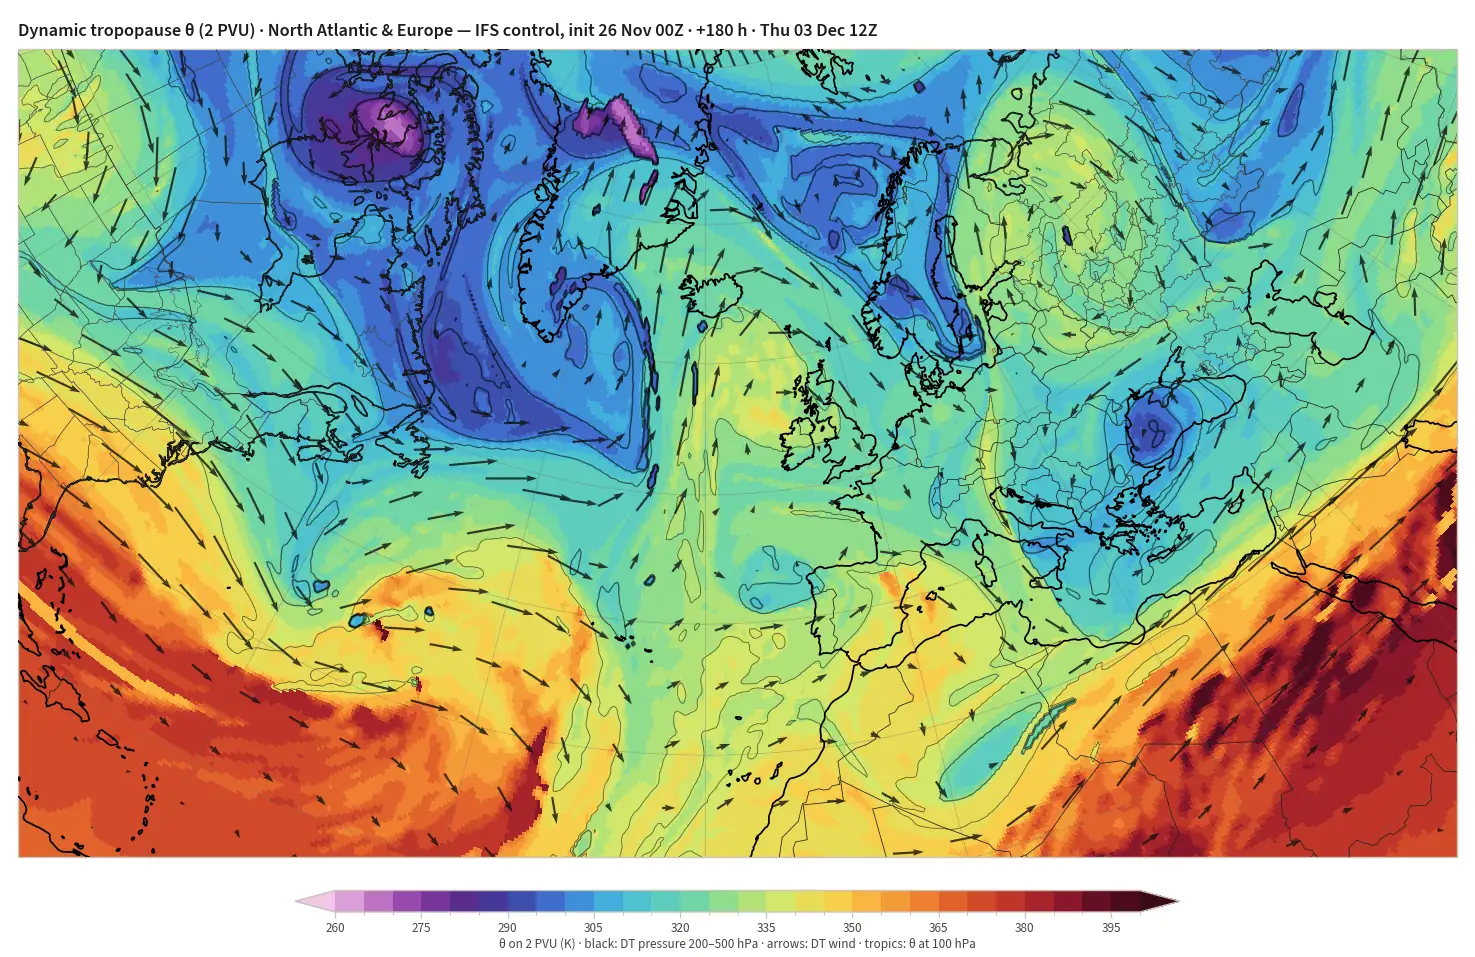 Dynamic tropopause θ (2 PVU) · North Atlantic & Europe — IFS control, init 26 Nov 00Z · +180 h · Thu 03 Dec 12Z
260 275 290 305 320 335 350 365 380 395
θ on 2 PVU (K) · black: DT pressure 200–500 hPa · arrows: DT wind · tropics: θ at 100 hPa